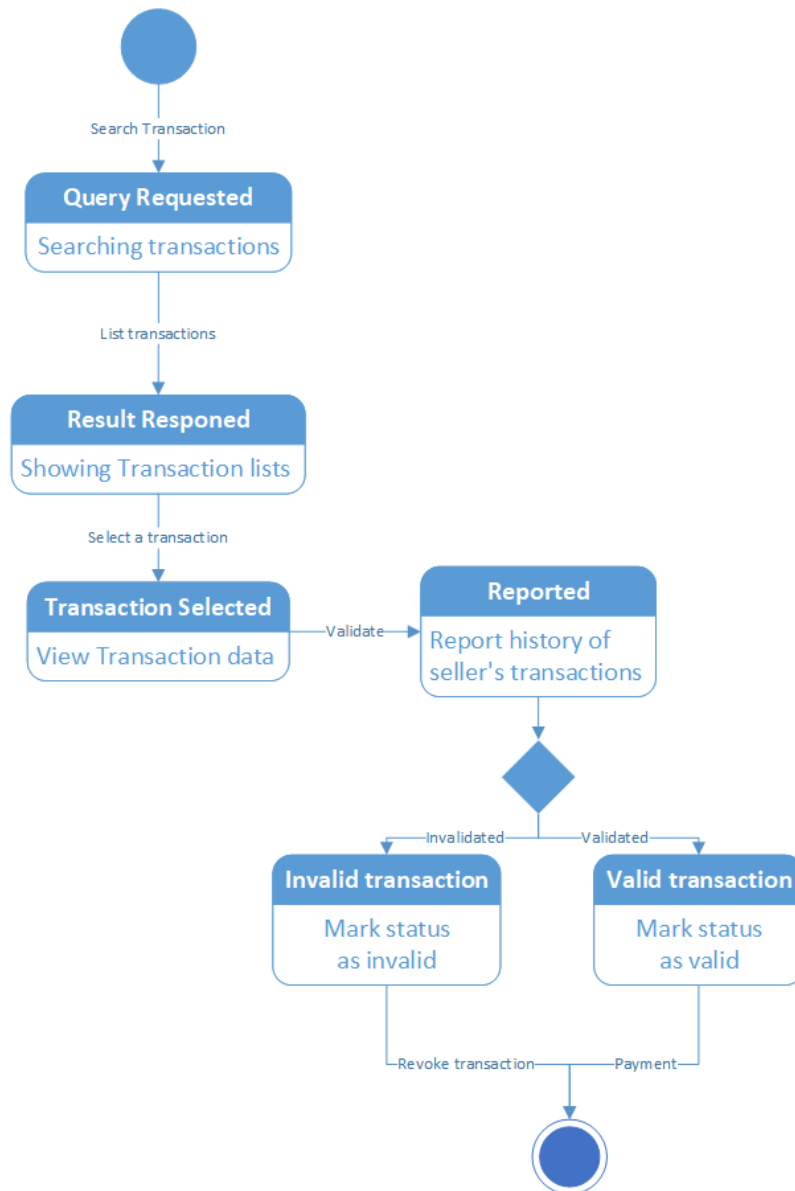 Search Transaction
Query Requested
Searching transactions
List transactions
Result Responed
Showing Transaction lists
Select a transaction
Transaction Selected
View Transaction data
Validate
Reported
Report history of
seller's transactions
Invalidated
Validated
Invalid transaction
Mark status
as invalid
Valid transaction
Mark status
as valid
Revoke transaction
Payment